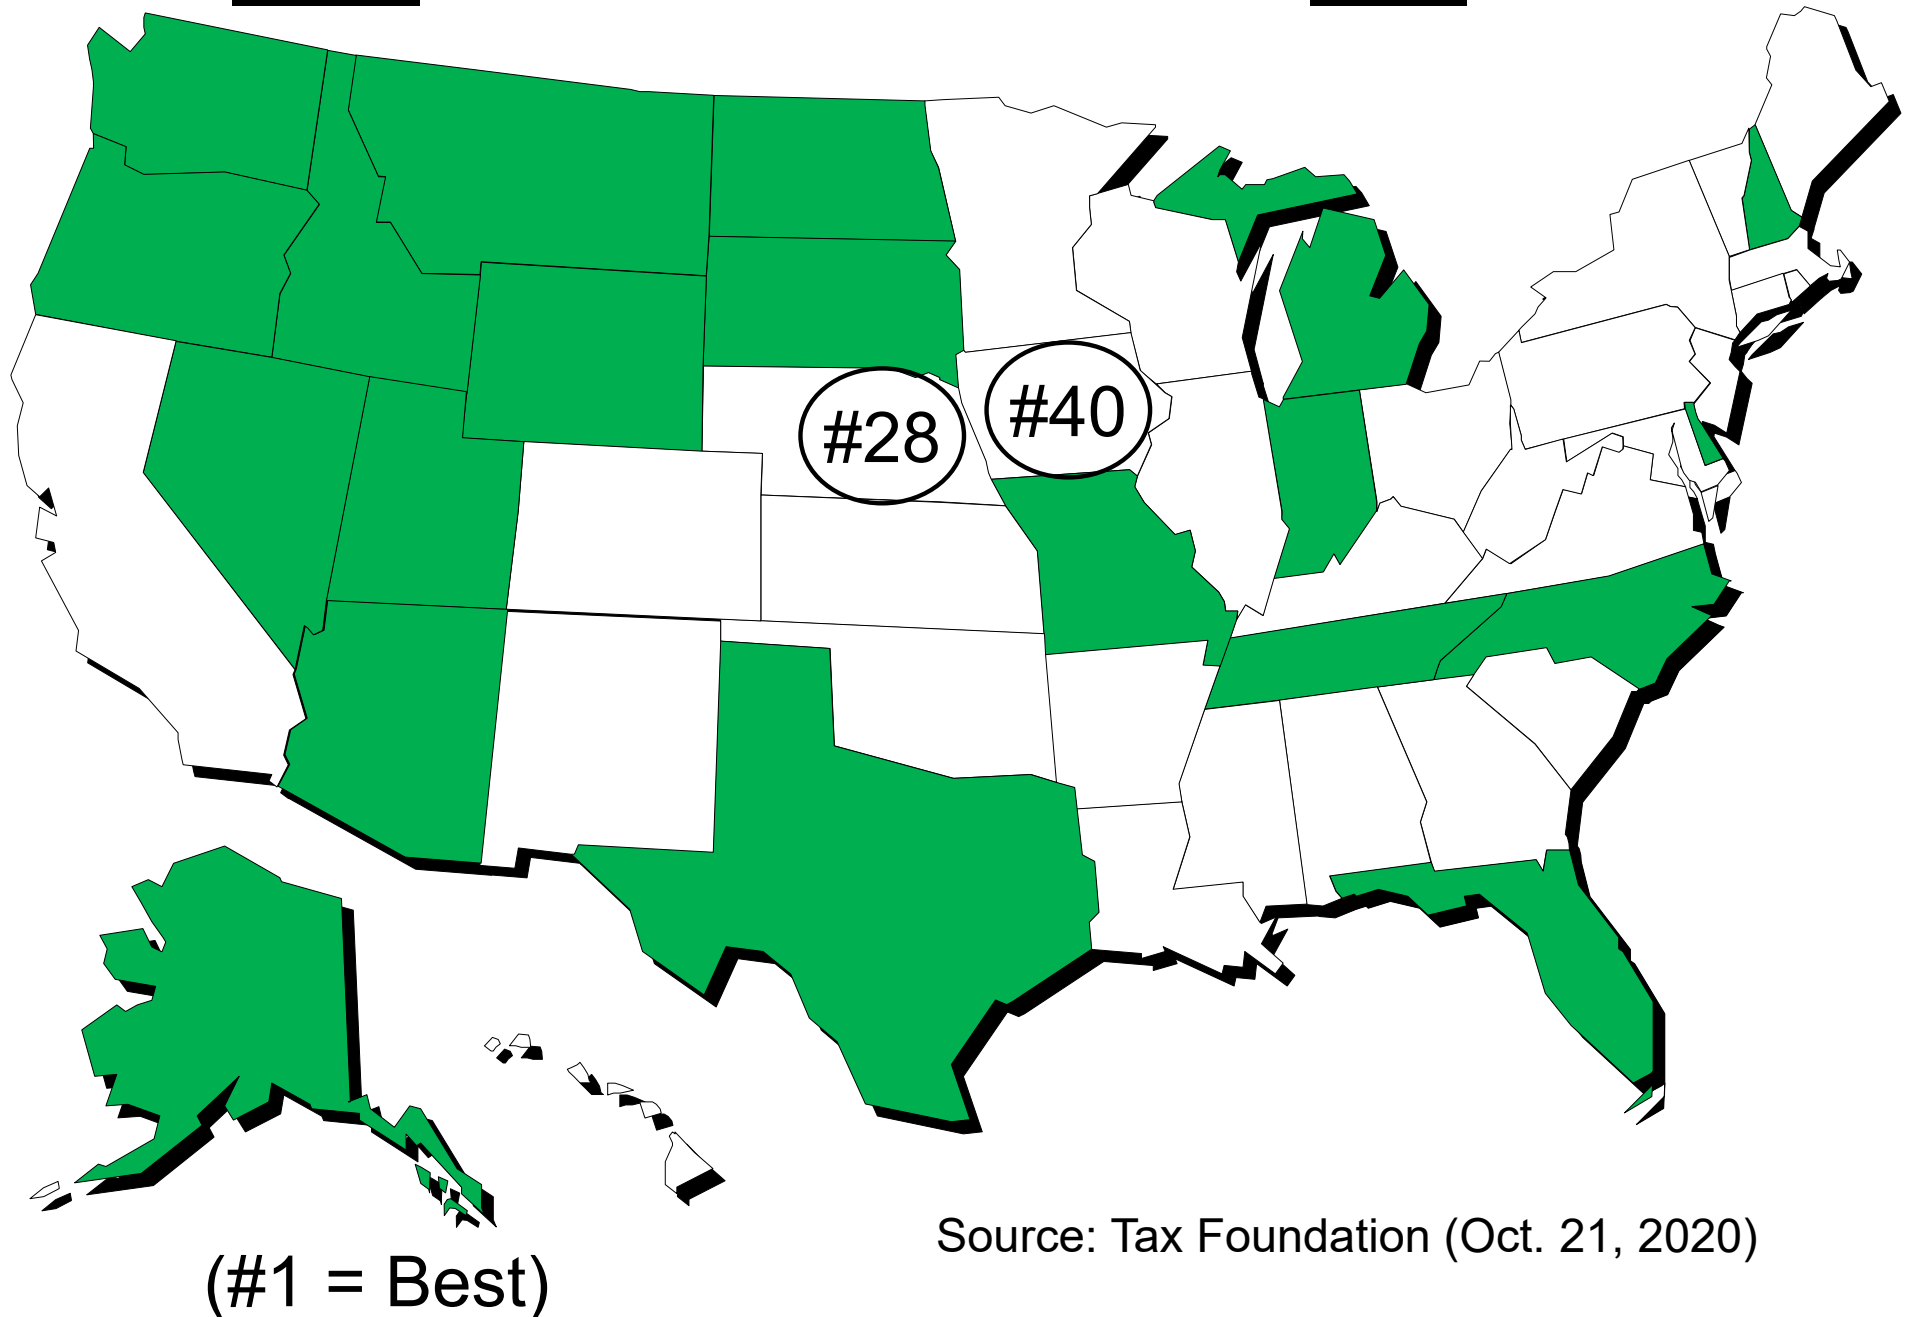 #28
#40
Source: Tax Foundation (Oct. 21, 2020)
(#1 = Best)